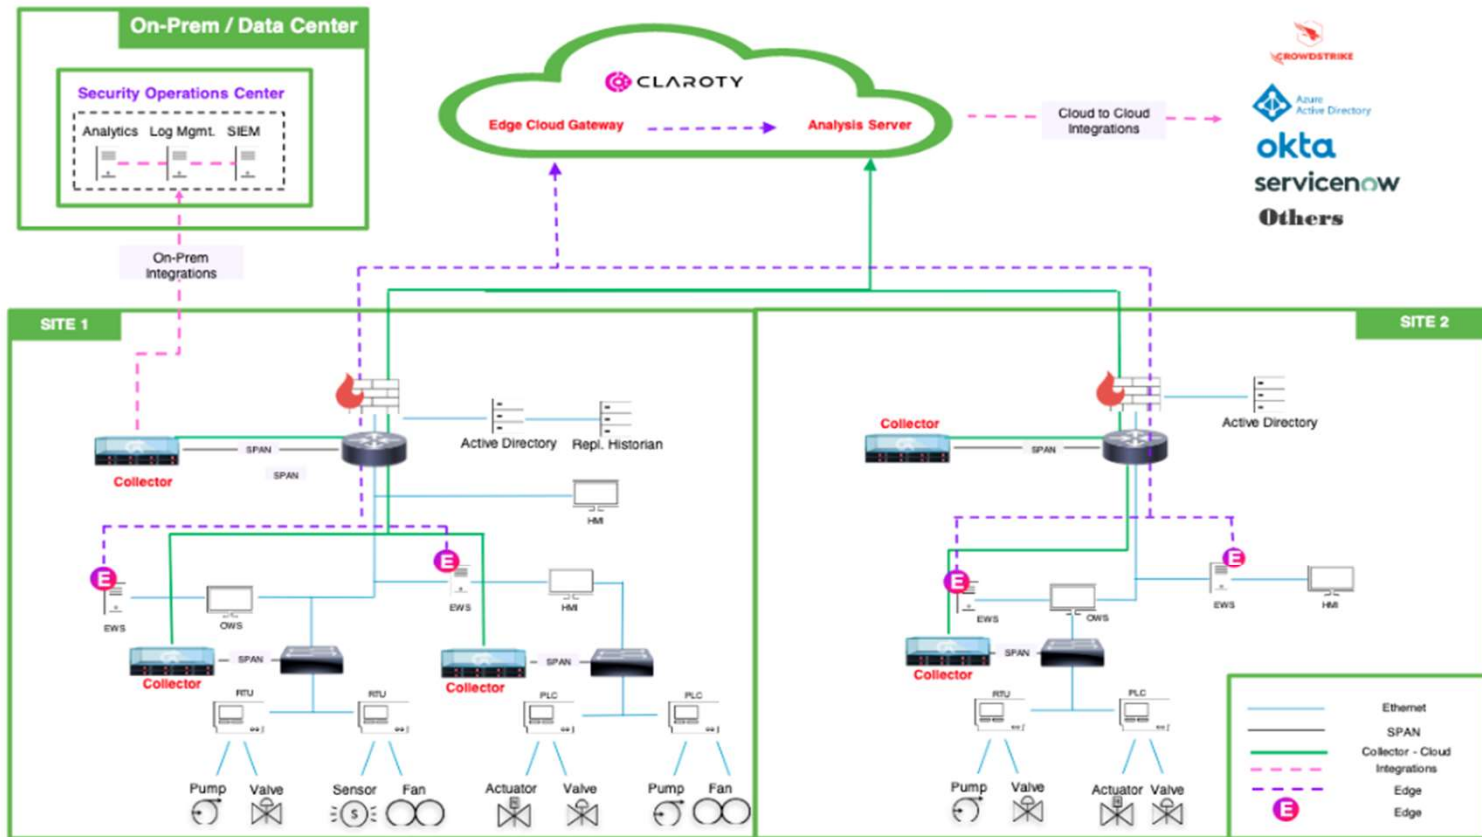 On-Prem / Data Center
Security Operations Center
Analytics Log Mgmt. SIEM
On-Prem
Integrations
CLAROTY
Edge Cloud Gateway
Analysis Server
Cloud to Cloud
Integrations
CROWDSTRIKE
Azure
Active Directory
okta
servicenow
Others
SITE 1
Collector
SPAN
SPAN
Active Directory
Repl. Historian
HMI
E
EWS
OWS
E
EWS
HMI
Collector
SPAN
Collector
SPAN
RTU
RTU
PLC
PLC
Pump
Valve
Sensor
S
Fan
Actuator
Valve
Pump
Fan
SITE 2
Collector
SPAN
Active Directory
E
EWS
OWS
E
EWS
HMI
Collector
SPAN
RTU
PLC
Pump
Valve
Actuator
Valve
Ethernet
SPAN
Collector - Cloud
Integrations
Edge
E
Edge